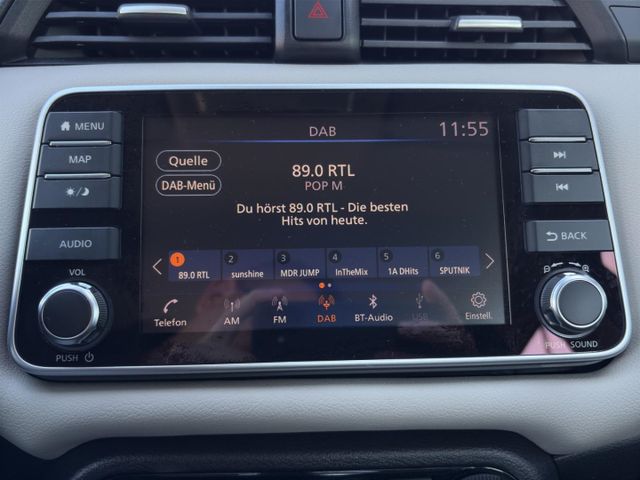 MENU
MAP
AUDIO
VOL
PUSH
DAB
11:55
Quelle
DAB-Menü
89.0 RTL
POP M
Du hörst 89.0 RTL - Die besten
Hits von heute.
1 2 3 4 5 6
89.0 RTL sunshine MDR JUMP InTheMix 1A DHits SPUTNIK
Telefon AM FM DAB BT-Audio USB Einstell.
BACK
PUSH SOUND